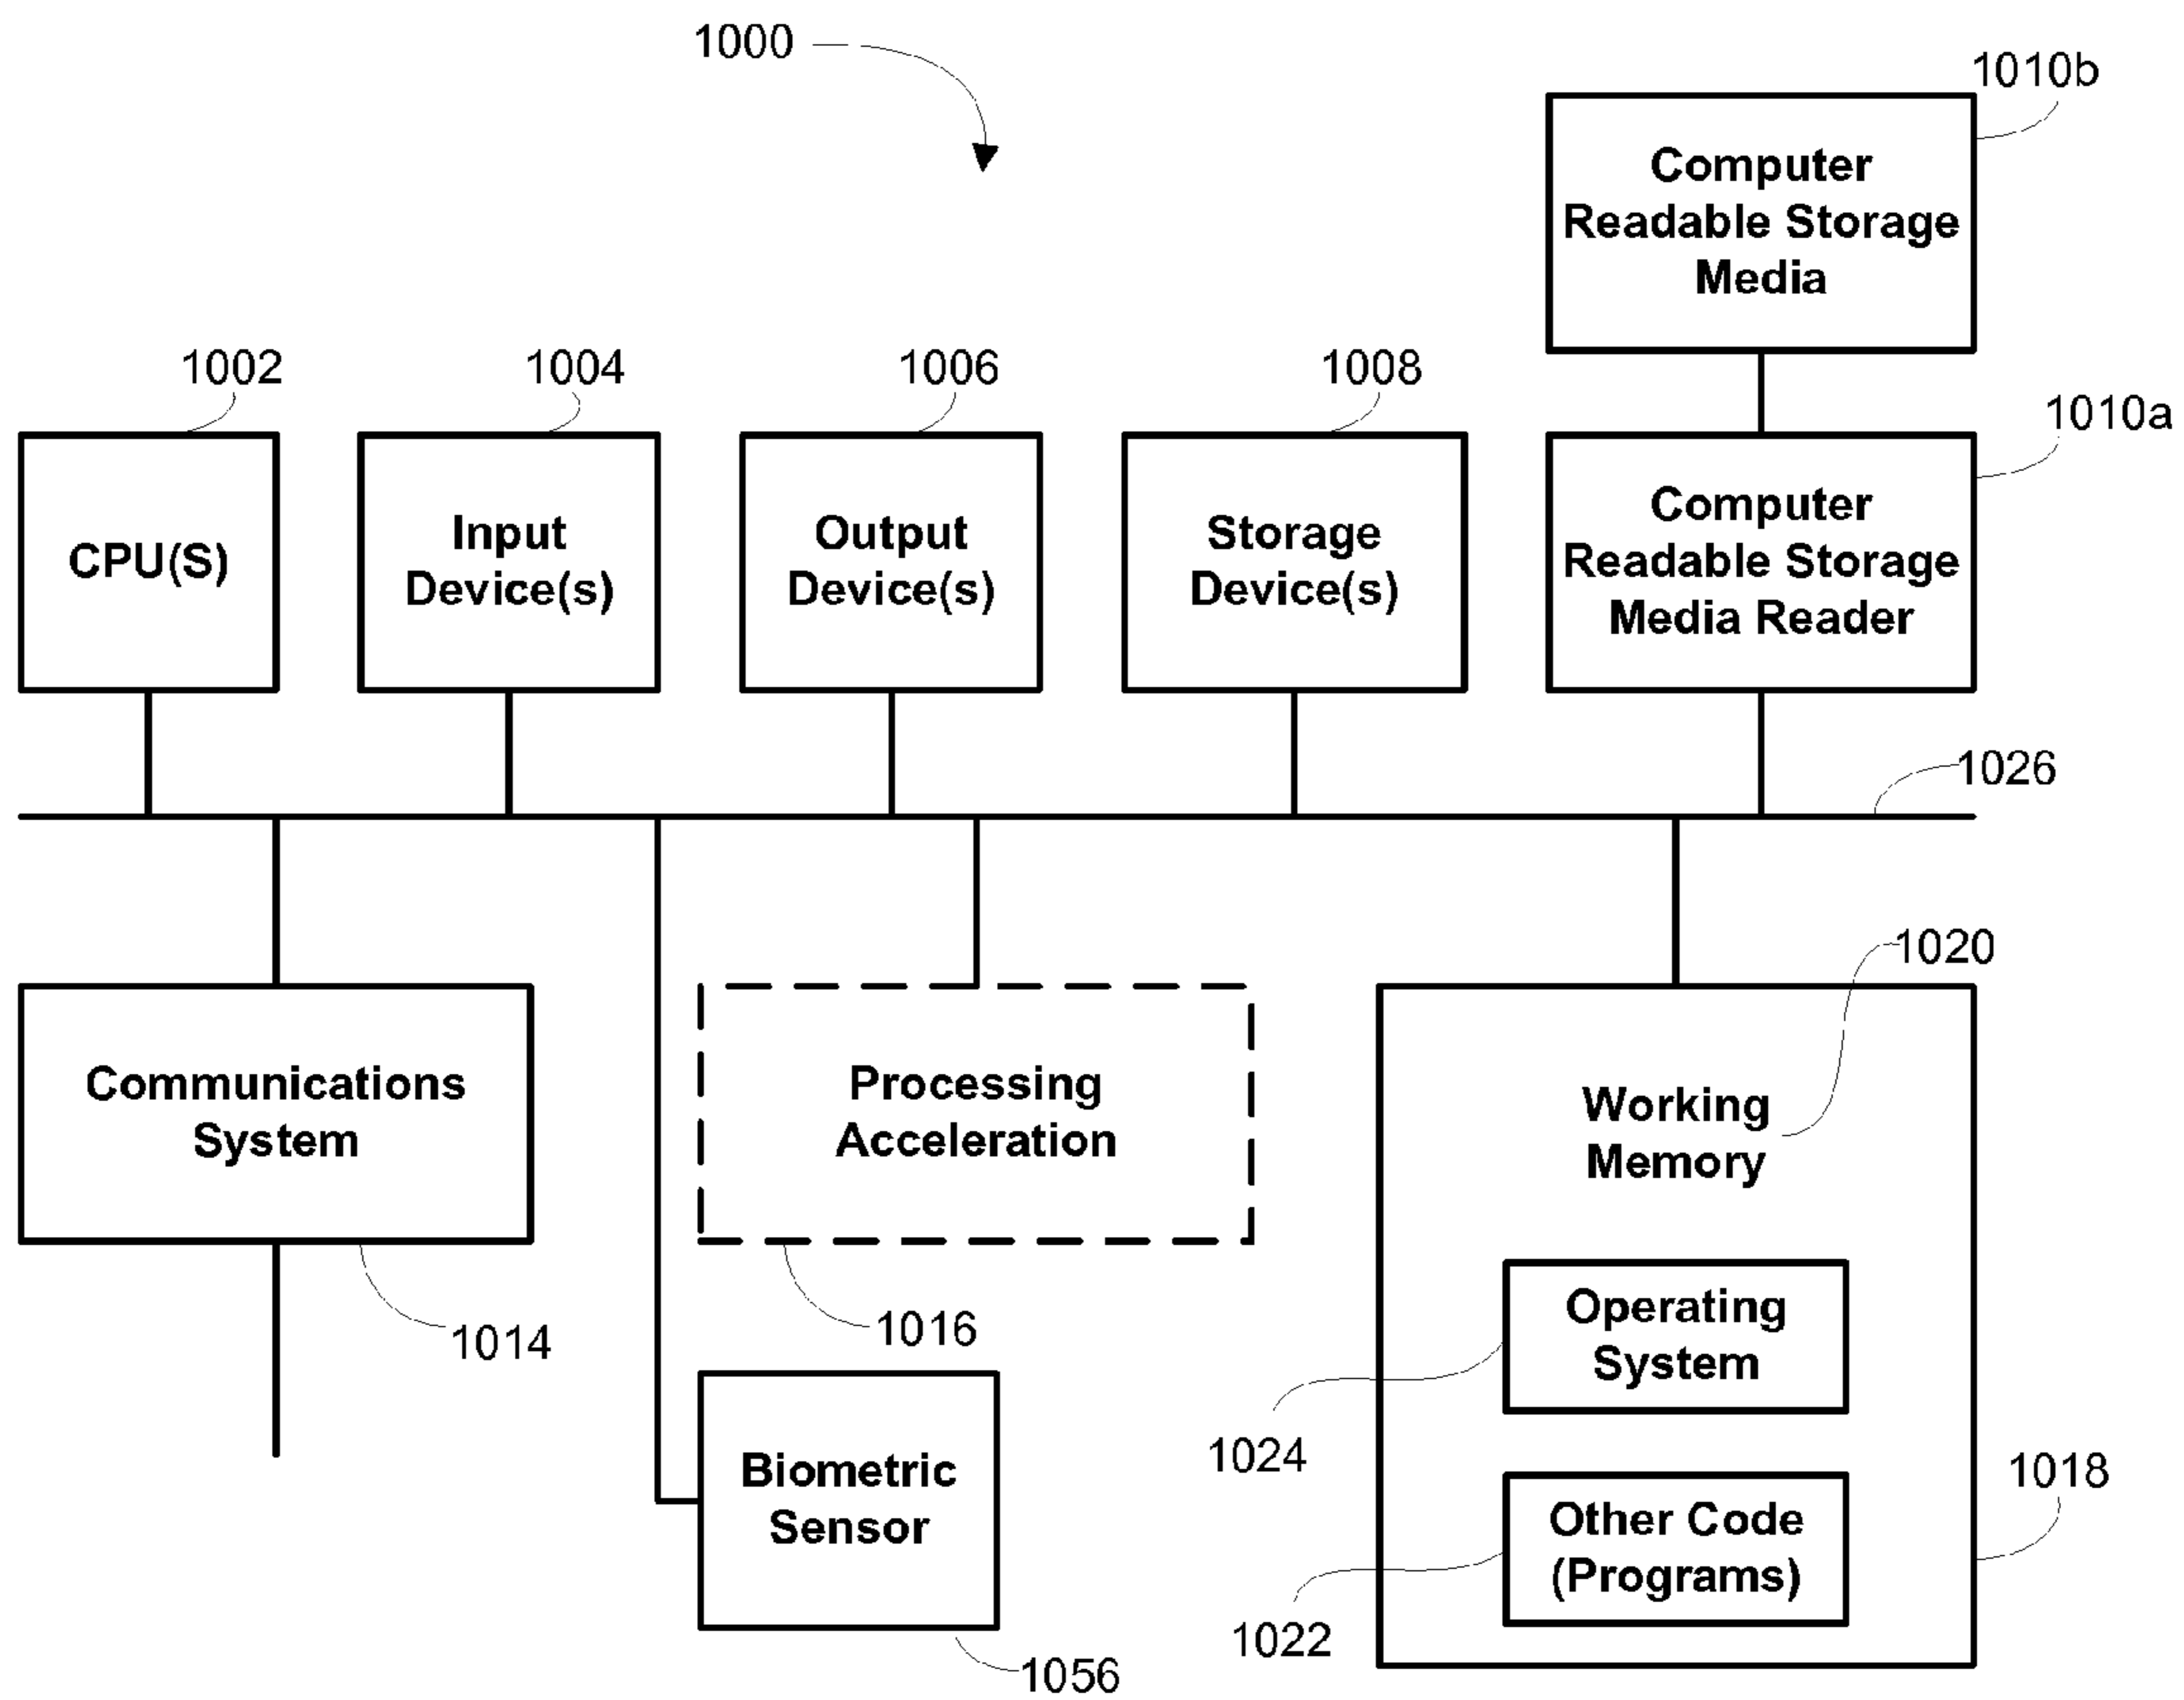 1000
1010b
Computer
Readable Storage
Media
1002
1004
1006
1008
1010a
CPU(S)
Input
Device(s)
Output
Device(s)
Storage
Device(s)
Computer
Readable Storage
Media Reader
1026
1020
Communications
System
Processing
Acceleration
Working
Memory
1014
1016
Operating
System
1024
1018
Biometric
Sensor
Other Code
(Programs)
1022
1056